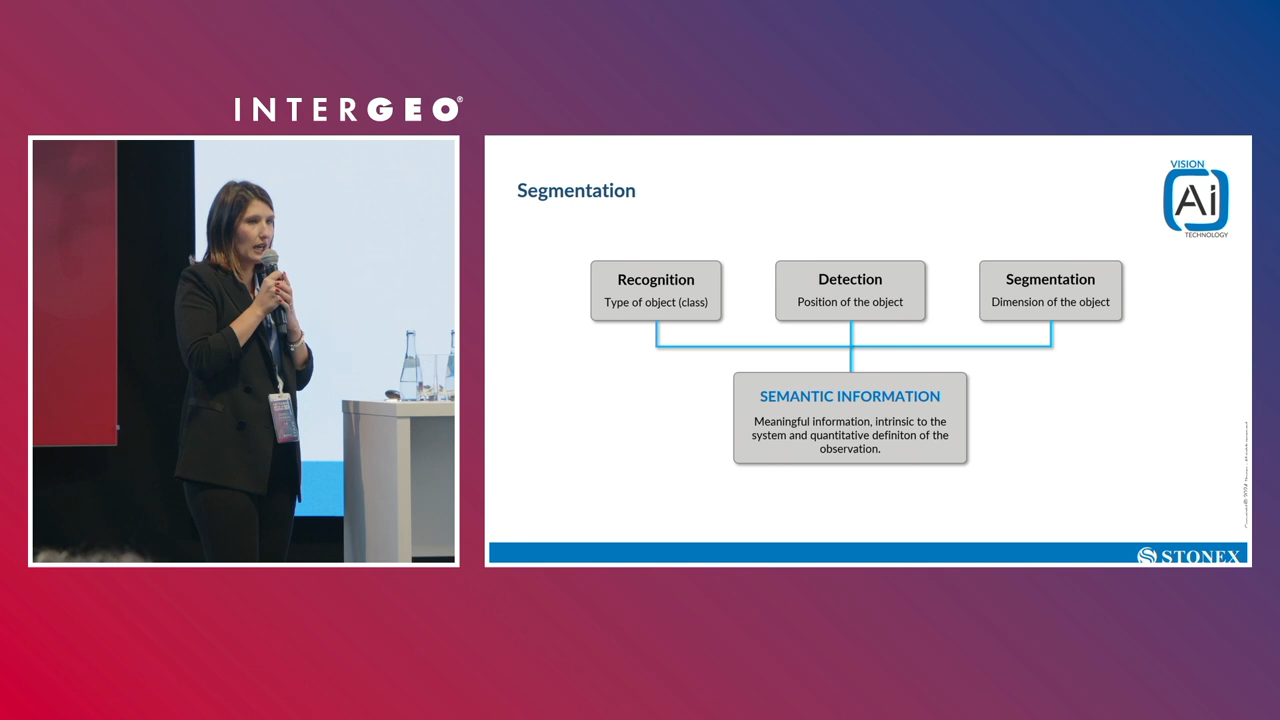 INTERGEO®
Segmentation
VISION
Ai
TECHNOLOGY
Recognition
Type of object (class)
Detection
Position of the object
Segmentation
Dimension of the object
SEMANTIC INFORMATION
Meaningful information, intrinsic to the
system and quantitative definiton of the
observation.
STONEX